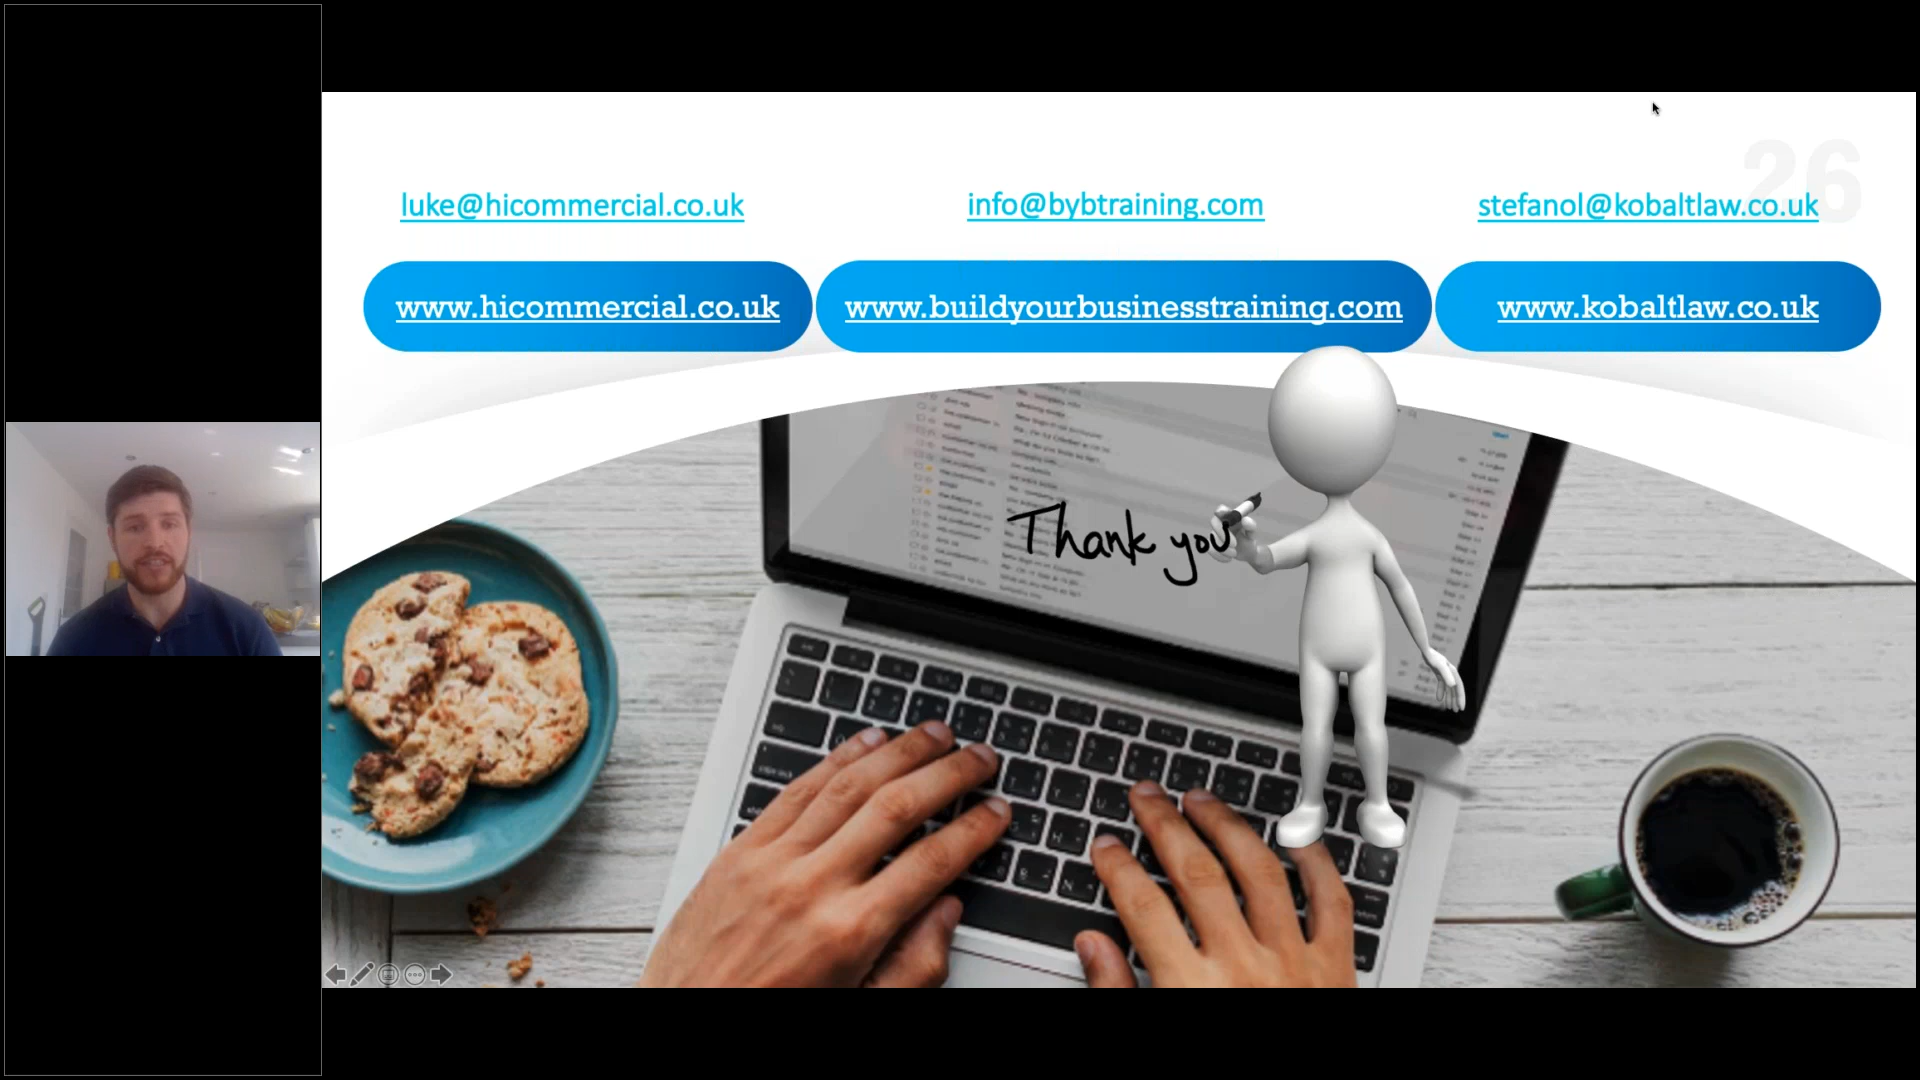 26
luke@hicommercial.co.uk
info@bybtraining.com
stefanol@kobaltlaw.co.uk
www.hicommercial.co.uk
www.buildyourbusinesstraining.com
www.kobaltlaw.co.uk
Thank you